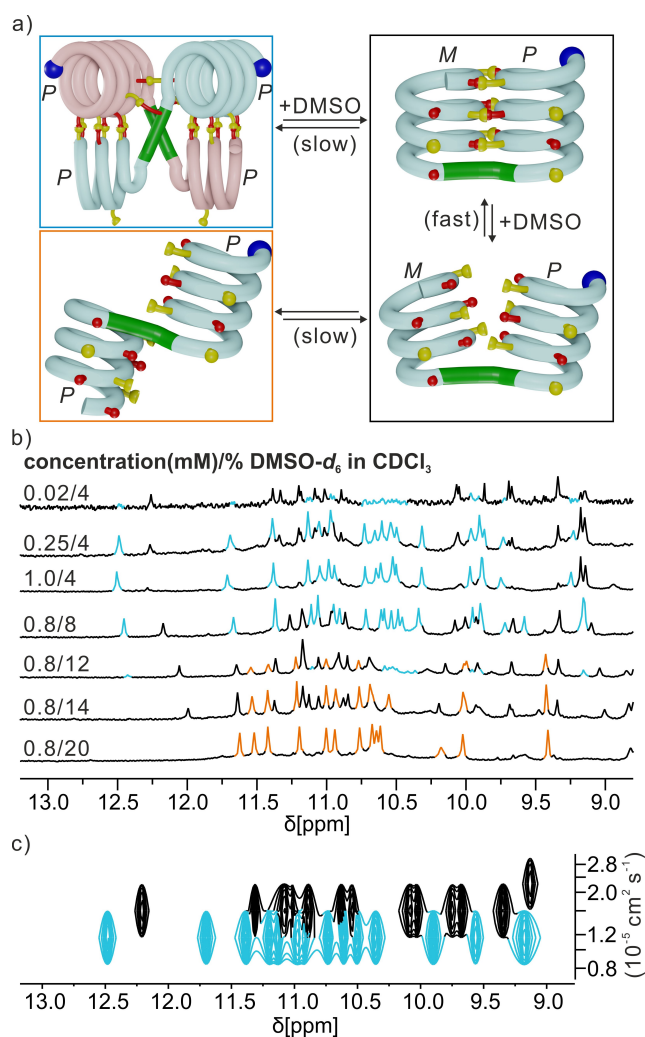 a)
P
P
P
P
+DMSO
(slow)
M
P
(fast)
+DMSO
P
P
(slow)
M
P
b)
concentration(mM)/% DMSO-d6 in CDCl3
0.02/4
0.25/4
1.0/4
0.8/8
0.8/12
0.8/14
0.8/20
13.0 12.5 12.0 11.5 11.0 10.5 10.0 9.5 9.0
δ[ppm]
c)
2.8
2.0
1.2
0.8
(10⁻⁵ cm² s⁻¹)
13.0 12.5 12.0 11.5 11.0 10.5 10.0 9.5 9.0
δ[ppm]